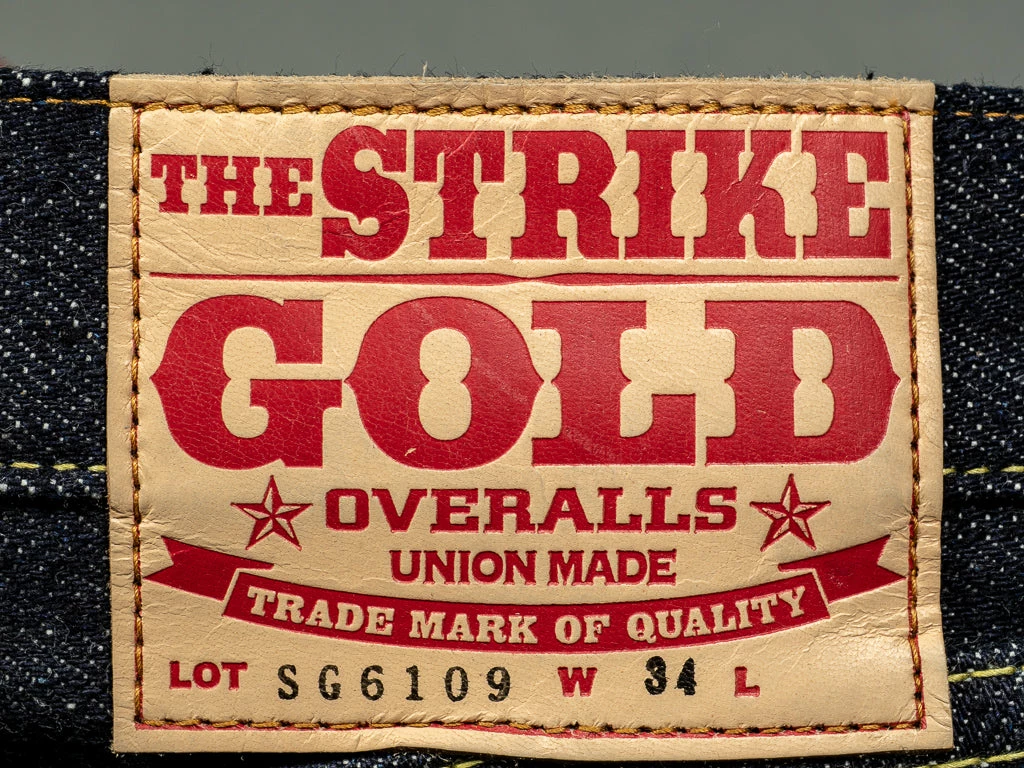 THE STRIKE
GOLD
OVERALLS
UNION MADE
TRADE MARK OF QUALITY
LOT SG6109 W 34 L